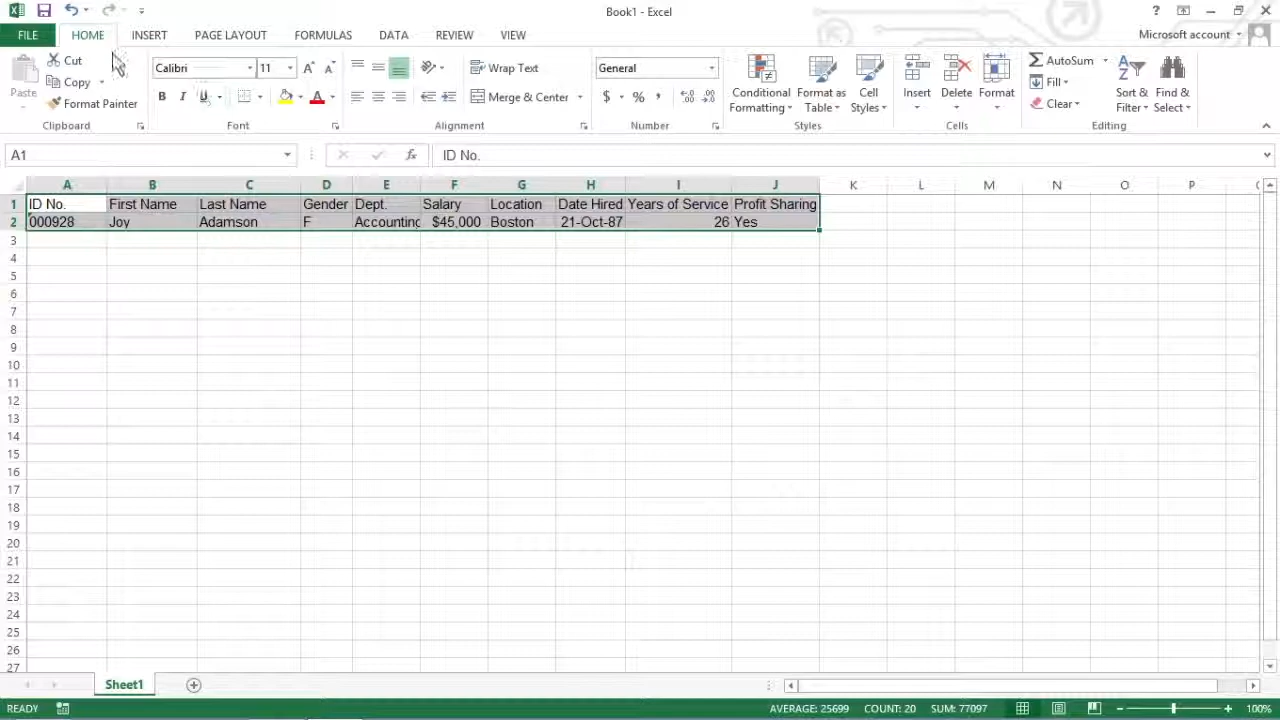 Book1 - Excel
?
FILE HOME INSERT PAGE LAYOUT FORMULAS DATA REVIEW VIEW Microsoft account
Paste
Cut
Copy
Format Painter
Clipboard
Calibri 11
B I U
Font
Wrap Text
Merge & Center
Alignment
General
$ % ,
Number
Conditional Formatting
Format as Table
Cell Styles
Styles
Insert Delete Format
Cells
AutoSum
Fill
Clear
Sort & Filter
Find & Select
Editing
A1 fx ID No.
A B C D E F G H I J K L M N O P Q R
1 ID No. First Name Last Name Gender Dept. Salary Location Date Hired Years of Service Profit Sharing
2 000928 Joy Adamson F Accounting $45,000 Boston 21-Oct-87 26 Yes
3
4
5
6
7
8
9
10
11
12
13
14
15
16
17
18
19
20
21
22
23
24
25
26
27
Sheet1
READY AVERAGE: 25699 COUNT: 20 SUM: 77097 100%